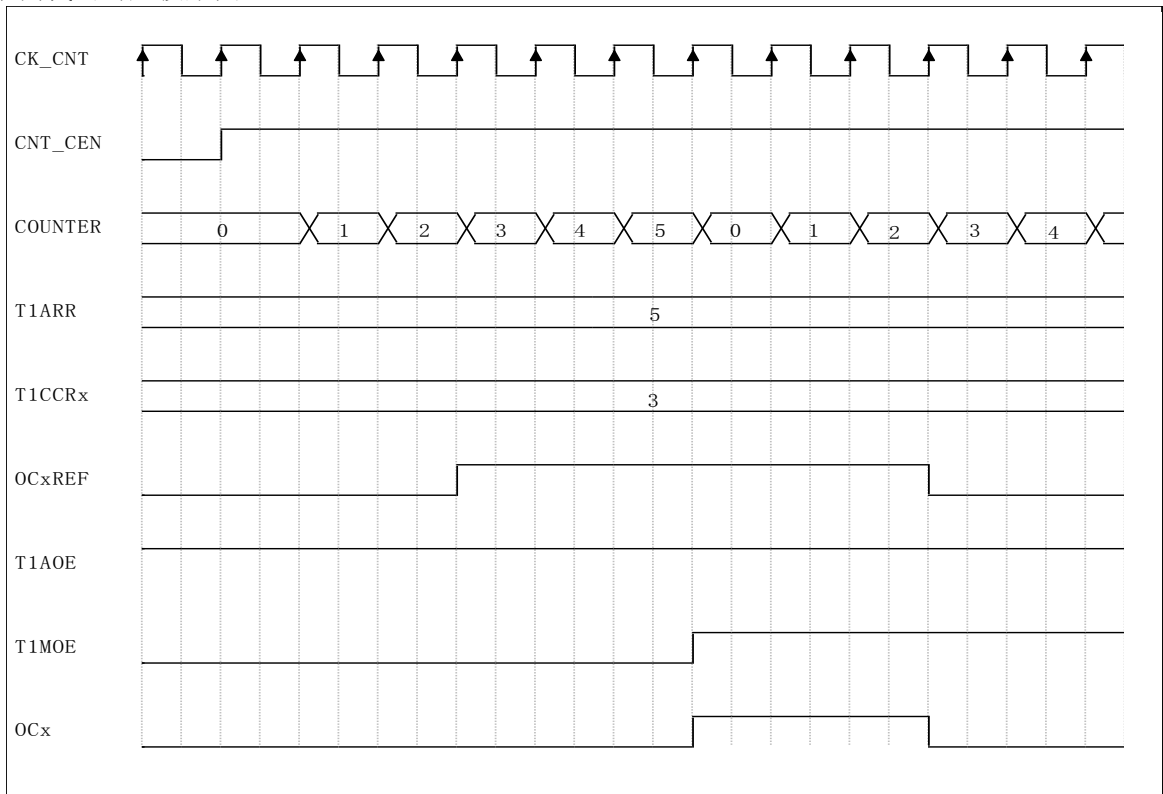 CK_CNT
CNT_CEN
COUNTER 0 1 2 3 4 5 0 1 2 3 4
T1ARR 5
T1CCRx 3
OCxREF
T1AOE
T1MOE
OCx